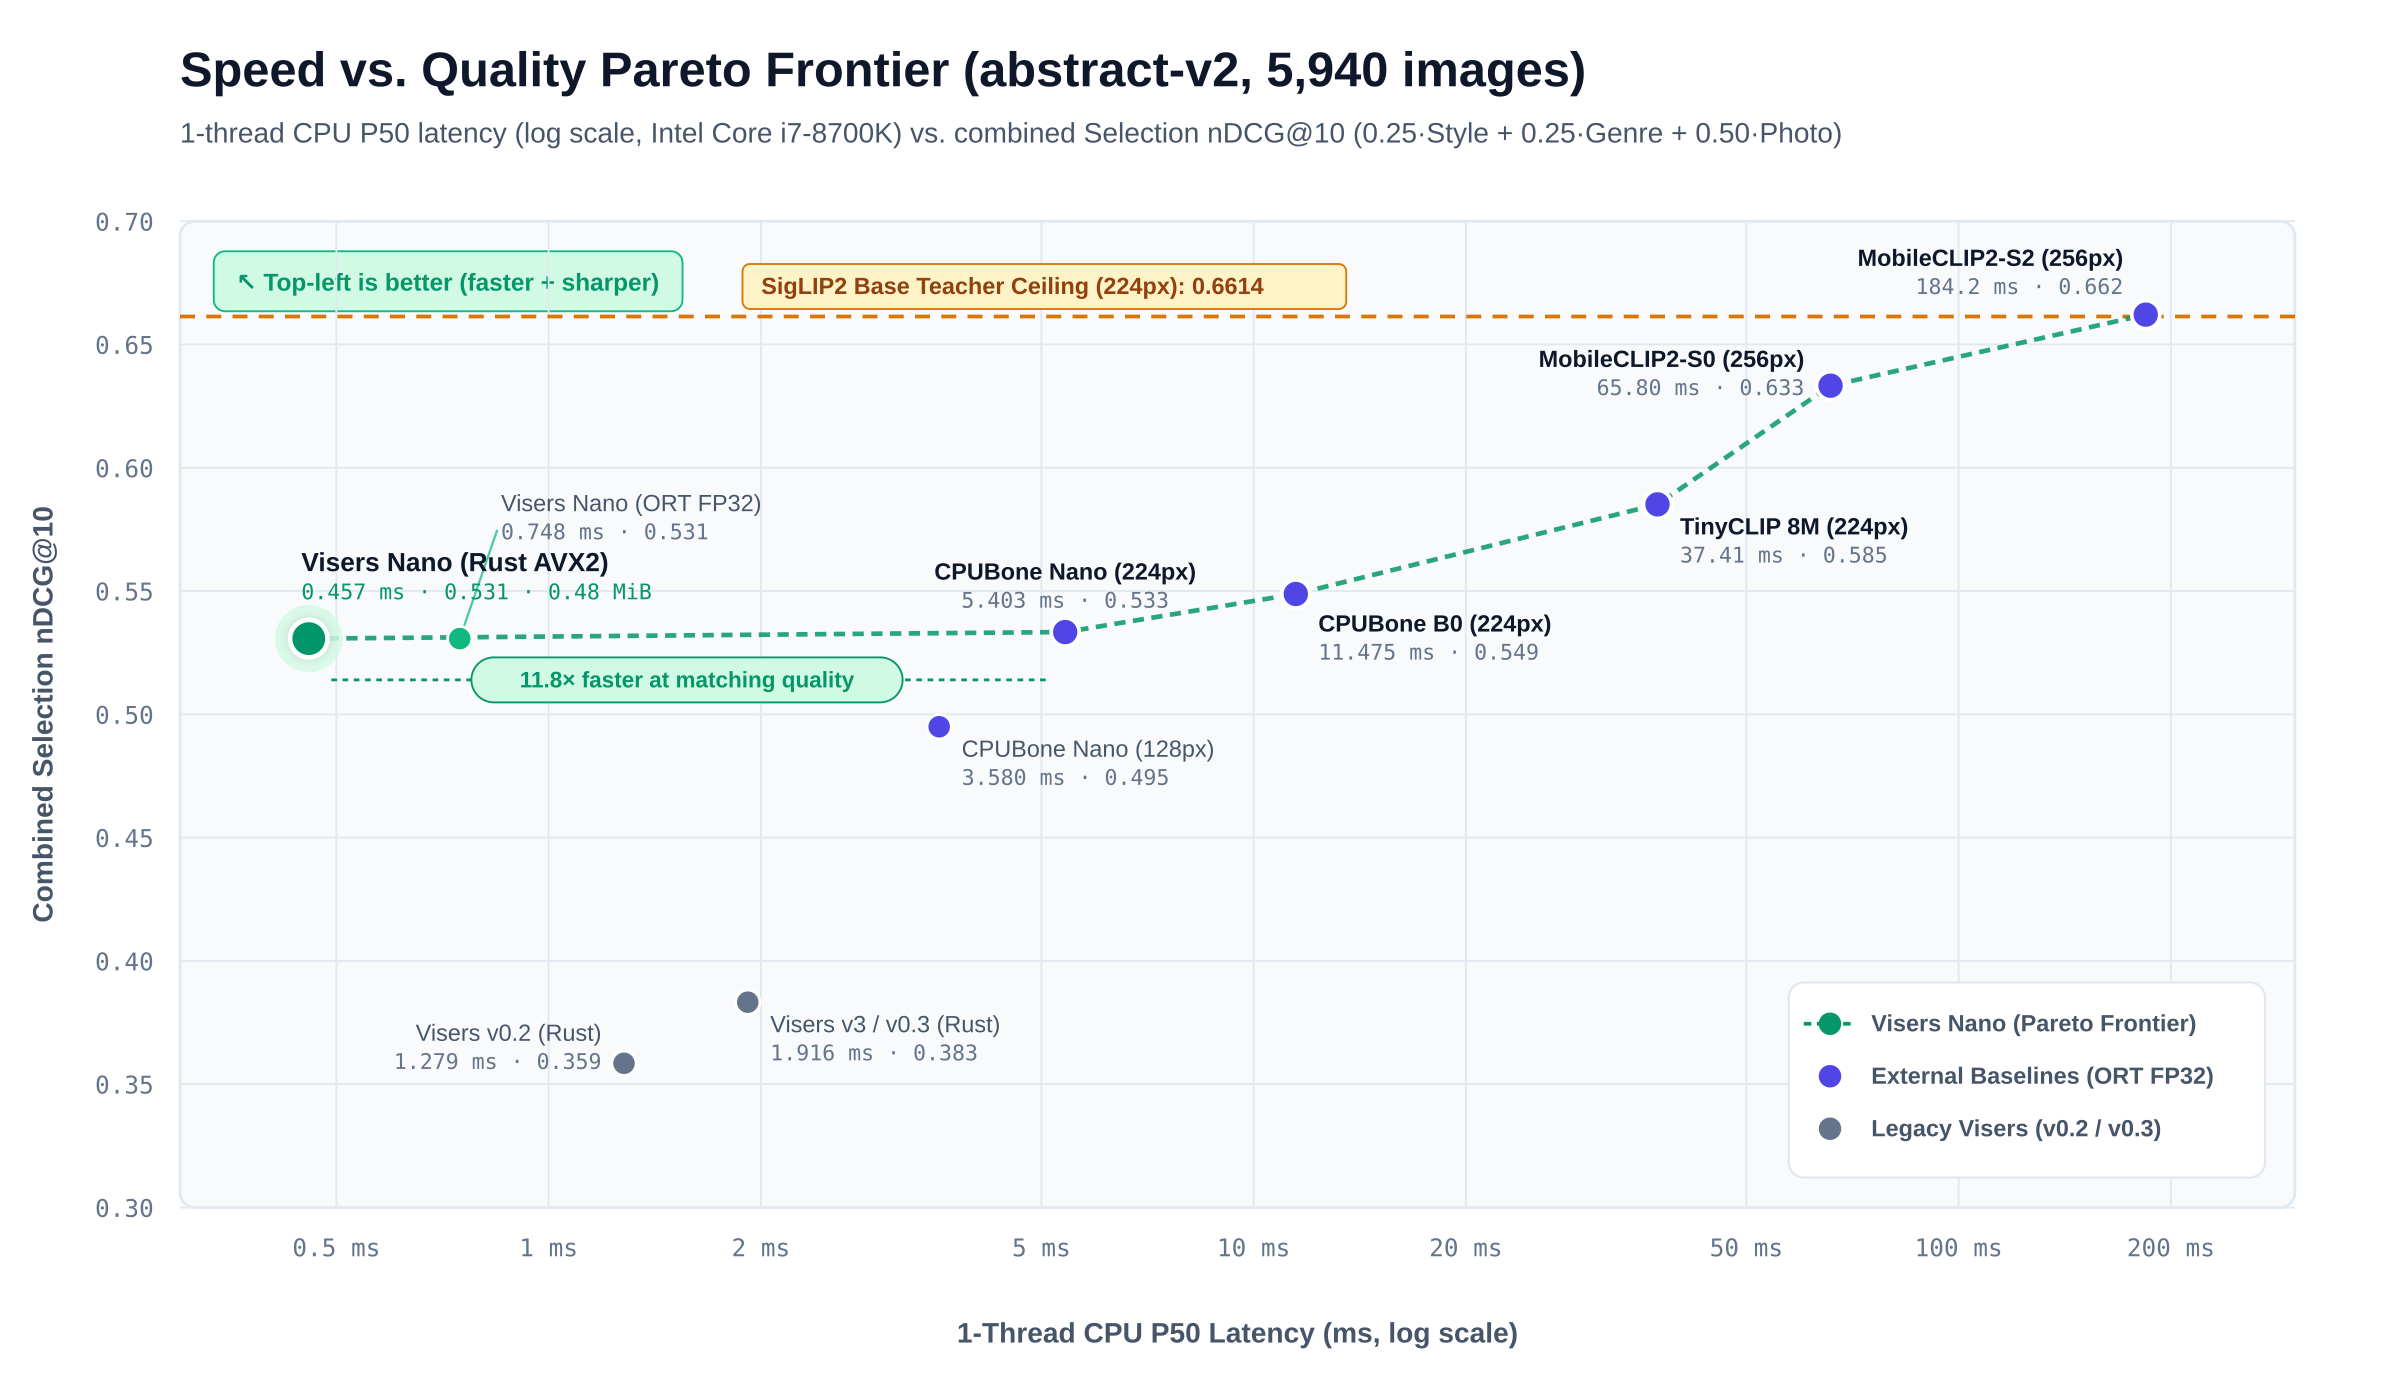 Speed vs. Quality Pareto Frontier (abstract-v2, 5,940 images)
1-thread CPU P50 latency (log scale, Intel Core i7-8700K) vs. combined Selection nDCG@10 (0.25·Style + 0.25·Genre + 0.50·Photo)
0.70
↖ Top-left is better (faster + sharper)
SigLIP2 Base Teacher Ceiling (224px): 0.6614
MobileCLIP2-S2 (256px)
184.2 ms · 0.662
0.65
MobileCLIP2-S0 (256px)
65.80 ms · 0.633
0.60
Visers Nano (ORT FP32)
0.748 ms · 0.531
TinyCLIP 8M (224px)
37.41 ms · 0.585
Visers Nano (Rust AVX2)
0.457 ms · 0.531 · 0.48 MiB
CPUBone Nano (224px)
5.403 ms · 0.533
0.55
CPUBone B0 (224px)
11.475 ms · 0.549
11.8× faster at matching quality
0.50
CPUBone Nano (128px)
3.580 ms · 0.495
0.45
0.40
Visers v0.2 (Rust)
1.279 ms · 0.359
Visers v3 / v0.3 (Rust)
1.916 ms · 0.383
0.35
0.30
Visers Nano (Pareto Frontier)
External Baselines (ORT FP32)
Legacy Visers (v0.2 / v0.3)
0.5 ms
1 ms
2 ms
5 ms
10 ms
20 ms
50 ms
100 ms
200 ms
1-Thread CPU P50 Latency (ms, log scale)
Combined Selection nDCG@10